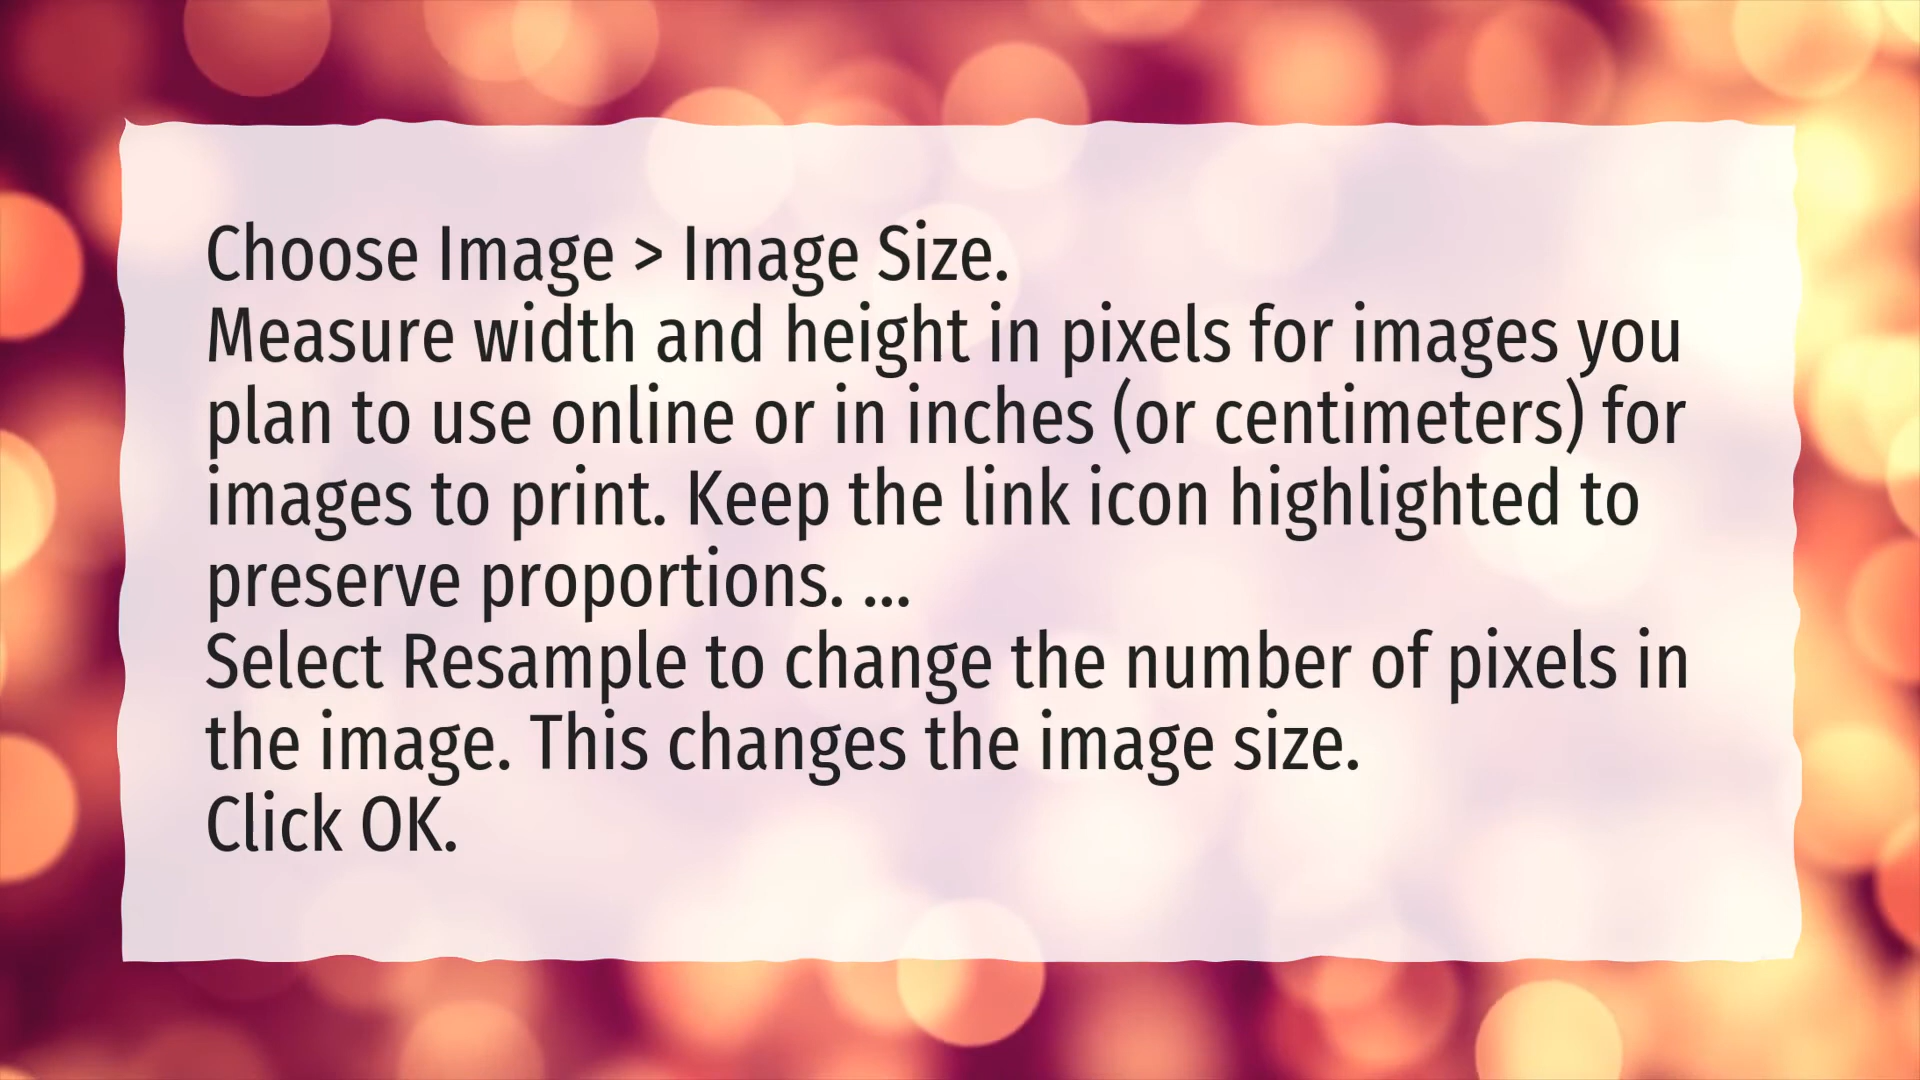 Choose Image > Image Size.
Measure width and height in pixels for images you
plan to use online or in inches (or centimeters) for
images to print. Keep the link icon highlighted to
preserve proportions. ...
Select Resample to change the number of pixels in
the image. This changes the image size.
Click OK.